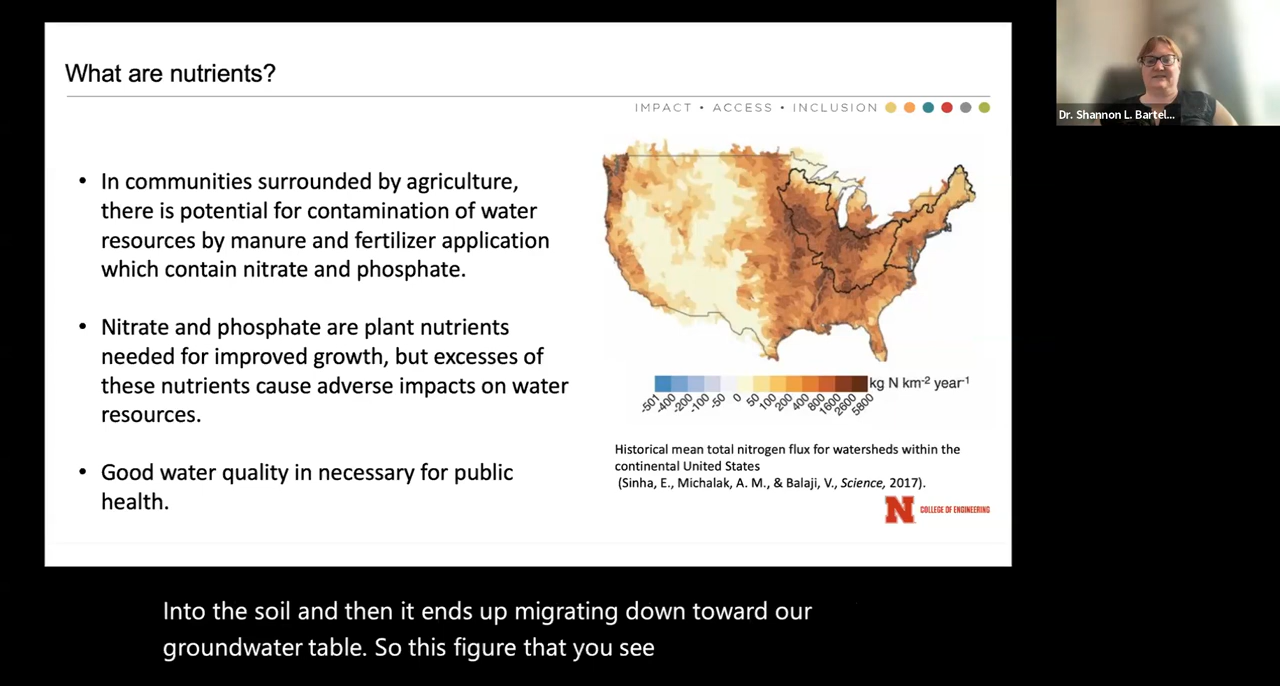 What are nutrients?
IMPACT • ACCESS • INCLUSION
• In communities surrounded by agriculture,
there is potential for contamination of water
resources by manure and fertilizer application
which contain nitrate and phosphate.
• Nitrate and phosphate are plant nutrients
needed for improved growth, but excesses of
these nutrients cause adverse impacts on water
resources.
• Good water quality in necessary for public
health.
kg N km-2 year-1
-501 -400 -200 -100 -50 0 50 100 200 400 800 1600 2600 5800
Historical mean total nitrogen flux for watersheds within the
continental United States
(Sinha, E., Michalak, A. M., & Balaji, V., Science, 2017).
N COLLEGE OF ENGINEERING
Dr. Shannon L. Bartel...
Into the soil and then it ends up migrating down toward our
groundwater table. So this figure that you see